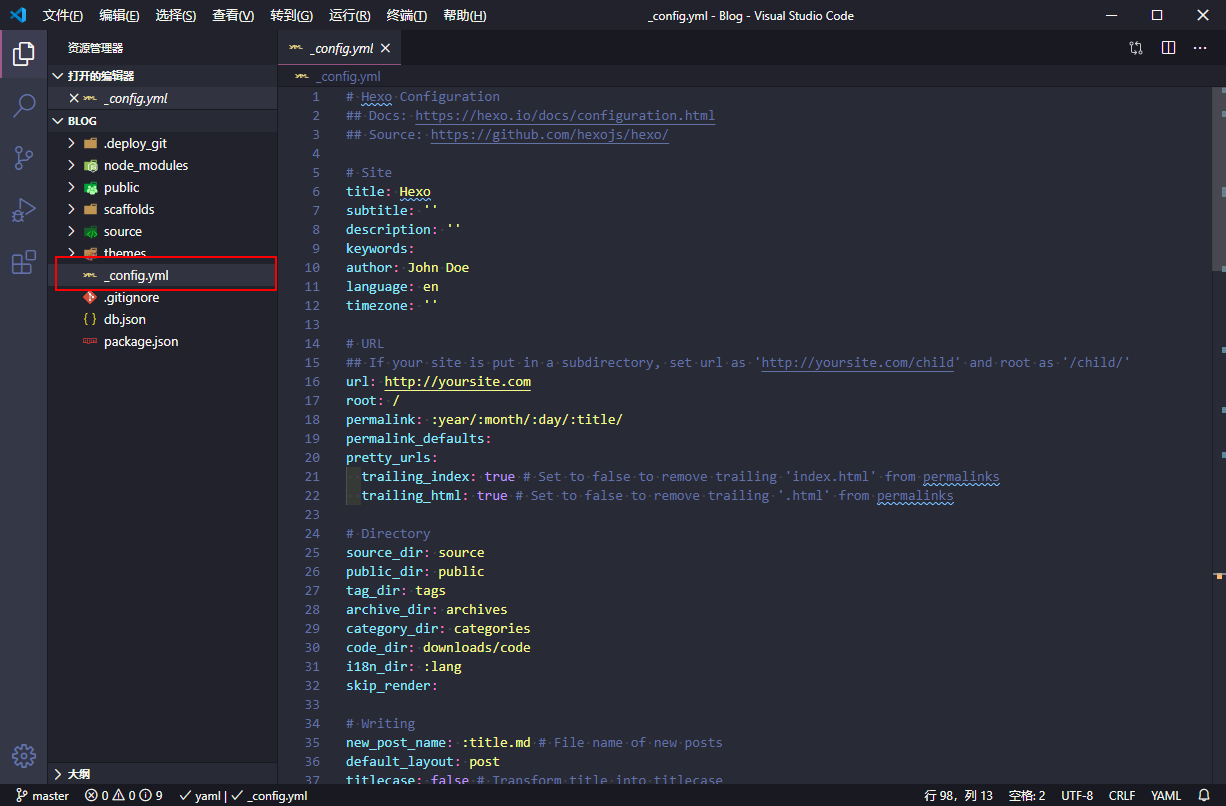 文件(F) 编辑(E) 选择(S) 查看(V) 转到(G) 运行(R) 终端(T) 帮助(H) _config.yml - Blog - Visual Studio Code
资源管理器
打开的编辑器
_config.yml
BLOG
.deploy_git
node_modules
public
scaffolds
source
themes
_config.yml
.gitignore
db.json
package.json
大纲
_config.yml
_config.yml
1 # Hexo Configuration
2 ## Docs: https://hexo.io/docs/configuration.html
3 ## Source: https://github.com/hexojs/hexo/
4
5 # Site
6 title: Hexo
7 subtitle: ''
8 description: ''
9 keywords:
10 author: John Doe
11 language: en
12 timezone: ''
13
14 # URL
15 ## If your site is put in a subdirectory, set url as 'http://yoursite.com/child' and root as '/child/'
16 url: http://yoursite.com
17 root: /
18 permalink: :year/:month/:day/:title/
19 permalink_defaults:
20 pretty_urls:
21 trailing_index: true # Set to false to remove trailing 'index.html' from permalinks
22 trailing_html: true # Set to false to remove trailing '.html' from permalinks
23
24 # Directory
25 source_dir: source
26 public_dir: public
27 tag_dir: tags
28 archive_dir: archives
29 category_dir: categories
30 code_dir: downloads/code
31 i18n_dir: :lang
32 skip_render:
33
34 # Writing
35 new_post_name: :title.md # File name of new posts
36 default_layout: post
37 titlecase: false # Transform title into titlecase
master 0 0 9 yaml | _config.yml 行 98，列 13 空格: 2 UTF-8 CRLF YAML